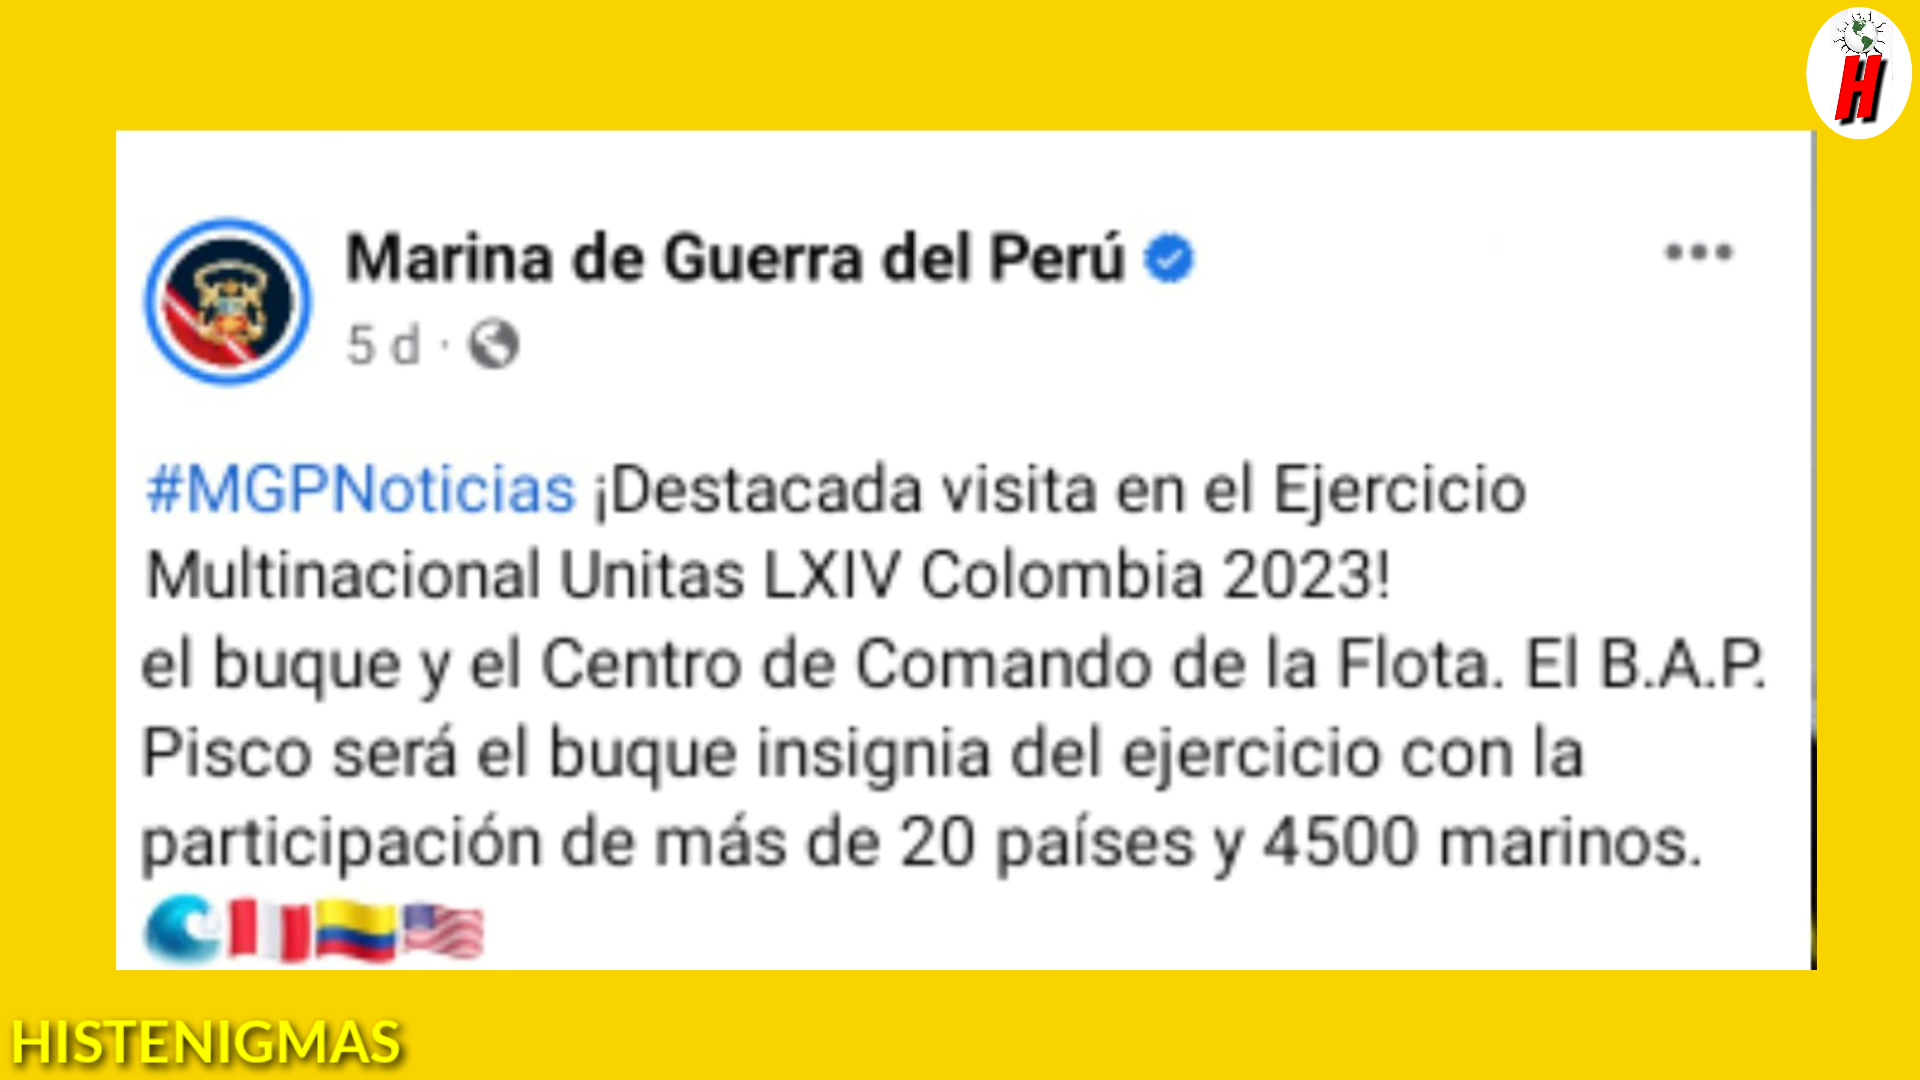 H
Marina de Guerra del Perú
5 d ·
#MGPNoticias ¡Destacada visita en el Ejercicio
Multinacional Unitas LXIV Colombia 2023!
el buque y el Centro de Comando de la Flota. El B.A.P.
Pisco será el buque insignia del ejercicio con la
participación de más de 20 países y 4500 marinos.
HISTENIGMAS